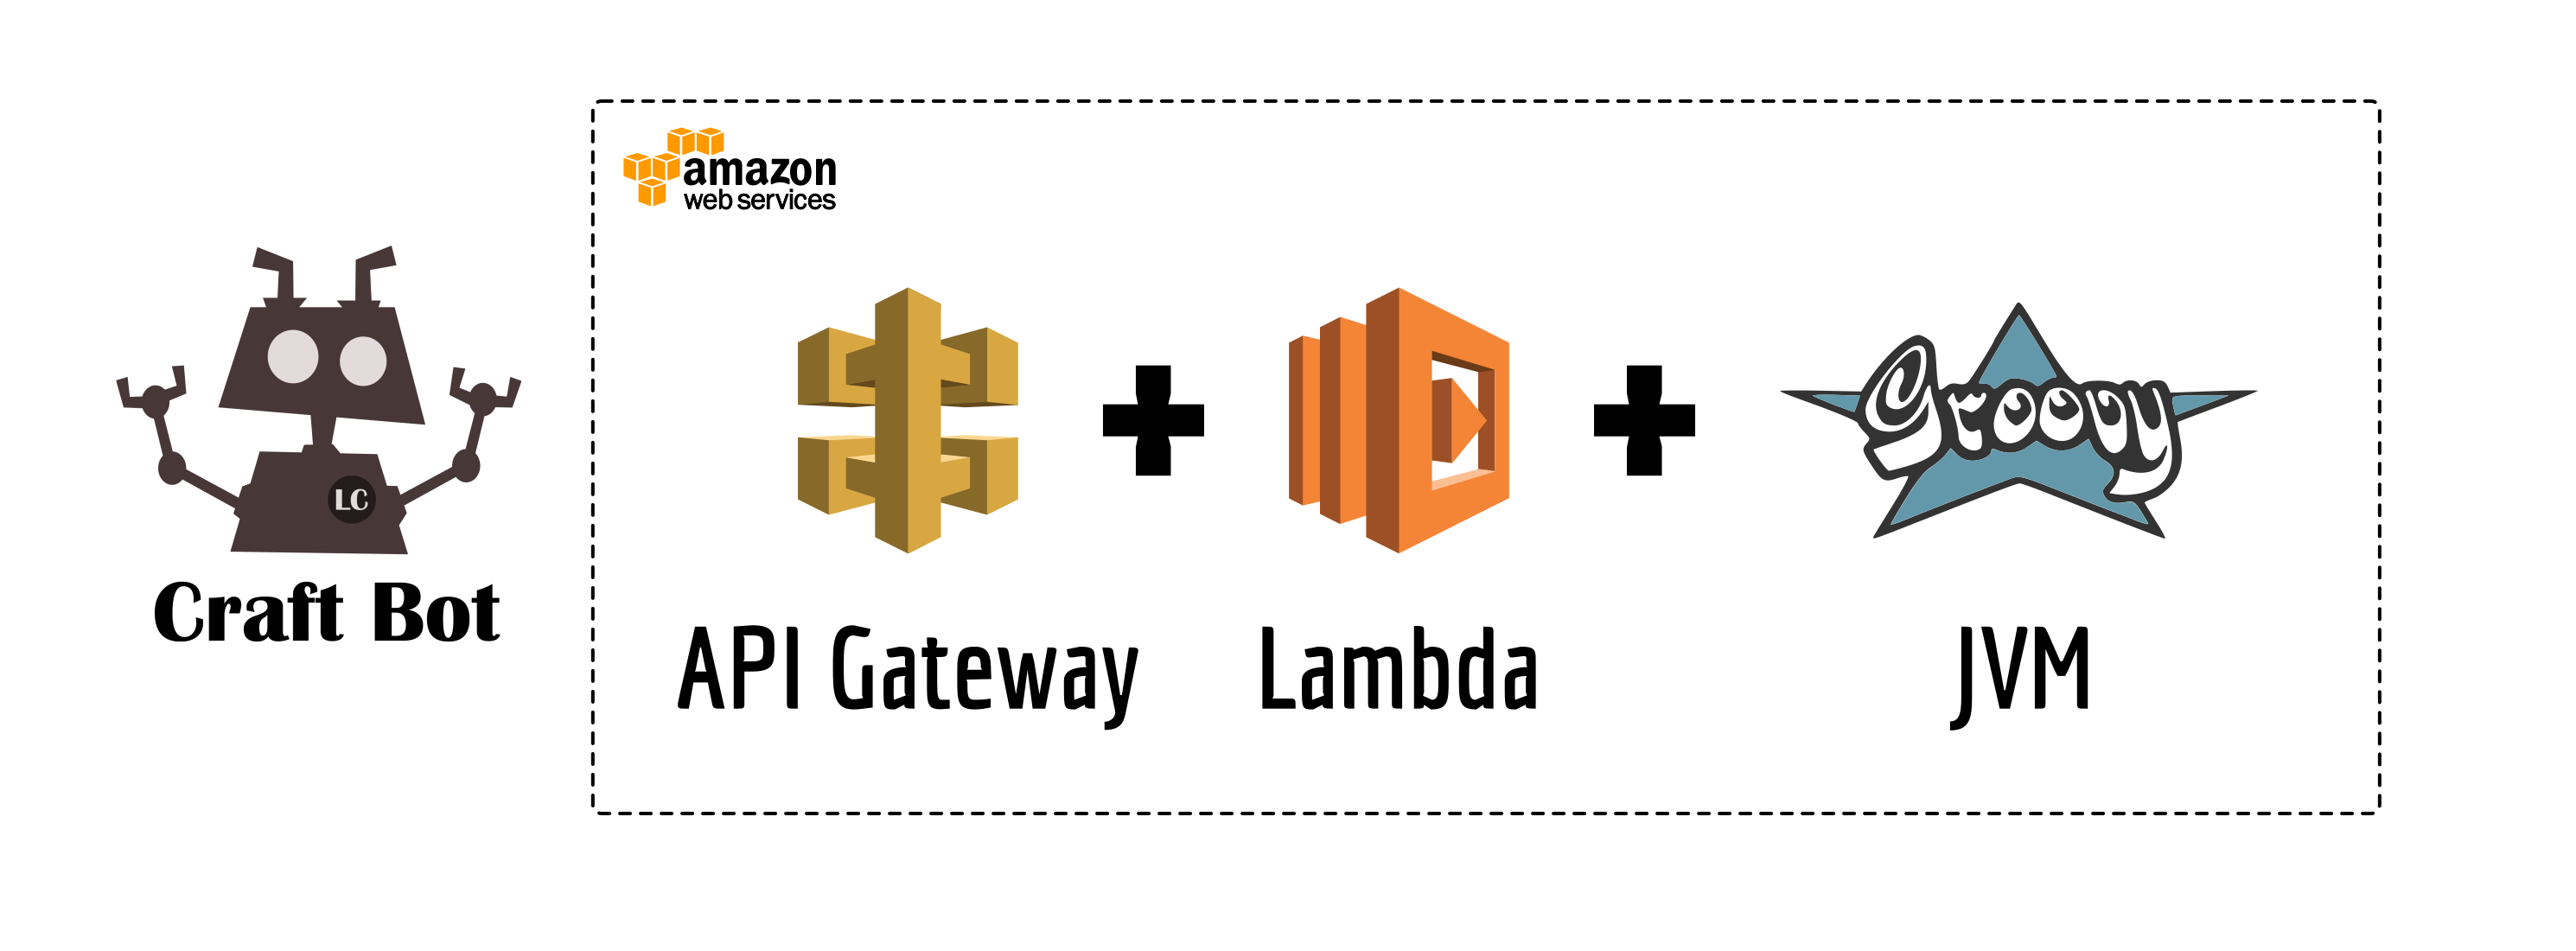 amazon
web services
LC
Groovy
Craft Bot
API Gateway
Lambda
JVM